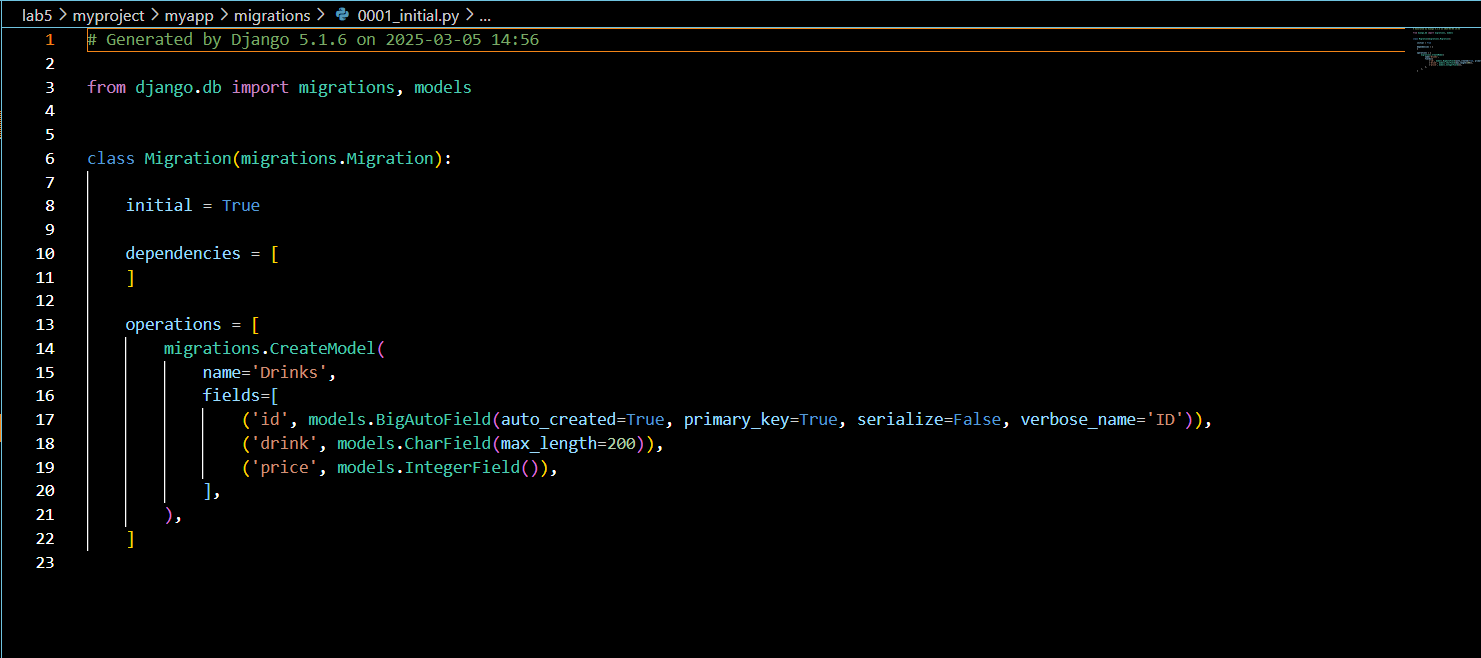 lab5 > myproject > myapp > migrations > 0001_initial.py > ...
1 # Generated by Django 5.1.6 on 2025-03-05 14:56
2
3 from django.db import migrations, models
4
5
6 class Migration(migrations.Migration):
7
8     initial = True
9
10     dependencies = [
11     ]
12
13     operations = [
14         migrations.CreateModel(
15             name='Drinks',
16             fields=[
17                 ('id', models.BigAutoField(auto_created=True, primary_key=True, serialize=False, verbose_name='ID')),
18                 ('drink', models.CharField(max_length=200)),
19                 ('price', models.IntegerField()),
20             ],
21         ),
22     ]
23